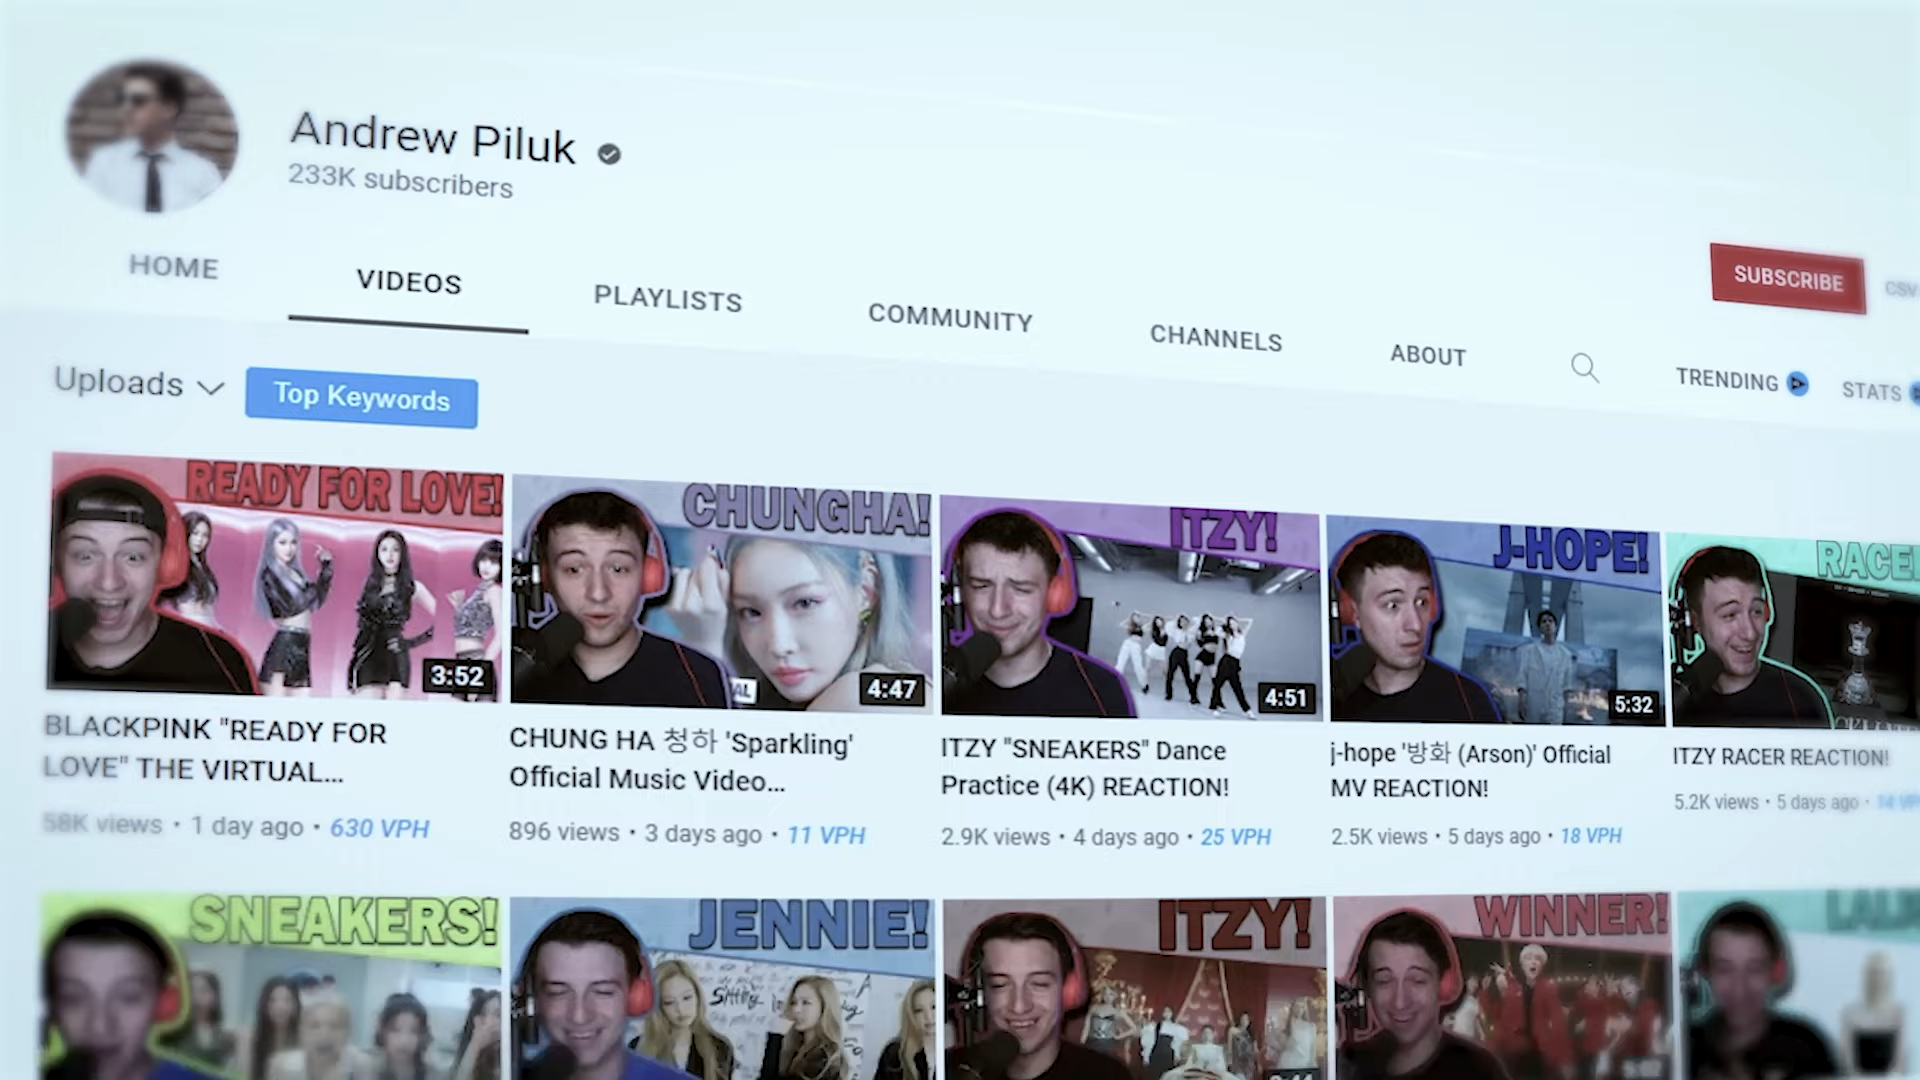 Andrew Piluk
233K subscribers
SUBSCRIBE
HOME
VIDEOS
PLAYLISTS
COMMUNITY
CHANNELS
ABOUT
TRENDING
STATS
Uploads
Top Keywords
READY FOR LOVE!
3:52
CHUNGHA!
4:47
ITZY!
4:51
J-HOPE!
5:32
BLACKPINK "READY FOR
LOVE" THE VIRTUAL...
58K views • 1 day ago • 630 VPH
CHUNG HA 청하 'Sparkling'
Official Music Video...
896 views • 3 days ago • 11 VPH
ITZY "SNEAKERS" Dance
Practice (4K) REACTION!
2.9K views • 4 days ago • 25 VPH
j-hope '방화 (Arson)' Official
MV REACTION!
2.5K views • 5 days ago • 18 VPH
ITZY RACER REACTION!
5.2K views • 5 days ago • 14
SNEAKERS!
JENNIE!
ITZY!
WINNER!